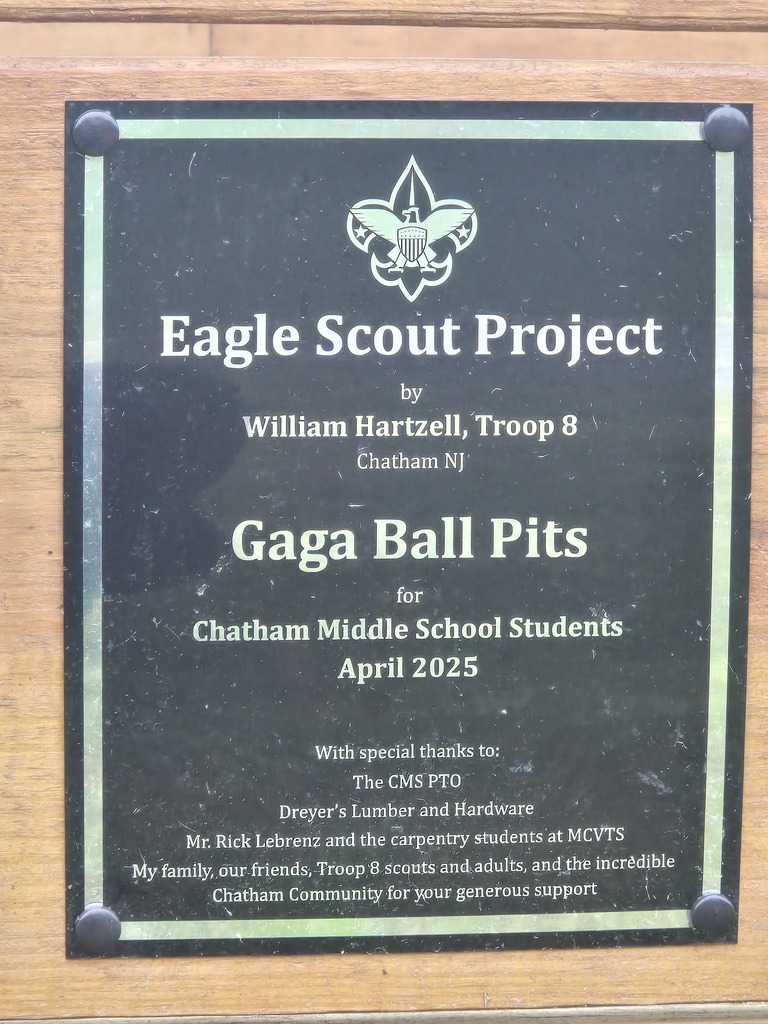 Eagle Scout Project
by
William Hartzell, Troop 8
Chatham NJ
Gaga Ball Pits
for
Chatham Middle School Students
April 2025
With special thanks to:
The CMS PTO
Dreyer's Lumber and Hardware
Mr. Rick Lebrenz and the carpentry students at MCVTS
My family, our friends, Troop 8 scouts and adults, and the incredible
Chatham Community for your generous support